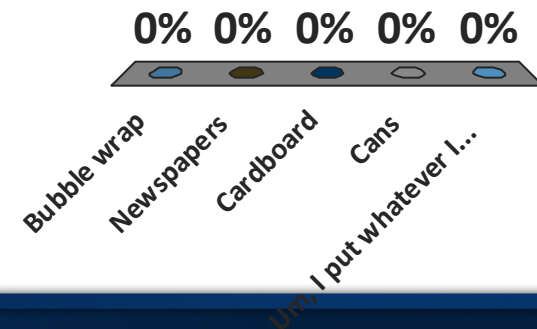 0% 0% 0% 0% 0%
Bubble wrap
Newspapers
Cardboard
Cans
Um, I put whatever I...